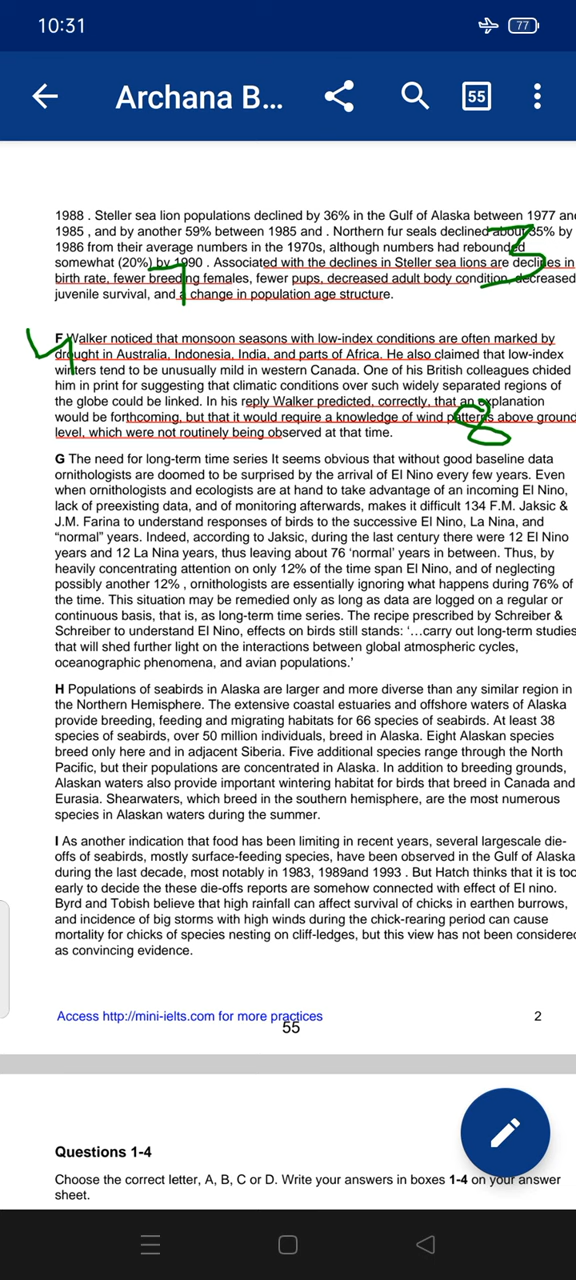 10:31
77
Archana B...
55
1988 . Steller sea lion populations declined by 36% in the Gulf of Alaska between 1977 and
1985 , and by another 59% between 1985 and . Northern fur seals declined about 35% by
1986 from their average numbers in the 1970s, although numbers had rebounded
somewhat (20%) by 1990 . Associated with the declines in Steller sea lions are declines in
birth rate, fewer breeding females, fewer pups, decreased adult body condition, decreased
juvenile survival, and a change in population age structure.
3
7
F Walker noticed that monsoon seasons with low-index conditions are often marked by
drought in Australia, Indonesia, India, and parts of Africa. He also claimed that low-index
winters tend to be unusually mild in western Canada. One of his British colleagues chided
him in print for suggesting that climatic conditions over such widely separated regions of
the globe could be linked. In his reply Walker predicted, correctly, that an explanation
would be forthcoming, but that it would require a knowledge of wind patterns above ground
level, which were not routinely being observed at that time.
4
8
G The need for long-term time series It seems obvious that without good baseline data
ornithologists are doomed to be surprised by the arrival of El Nino every few years. Even
when ornithologists and ecologists are at hand to take advantage of an incoming El Nino,
lack of preexisting data, and of monitoring afterwards, makes it difficult 134 F.M. Jaksic &
J.M. Farina to understand responses of birds to the successive El Nino, La Nina, and
“normal” years. Indeed, according to Jaksic, during the last century there were 12 El Nino
years and 12 La Nina years, thus leaving about 76 ‘normal’ years in between. Thus, by
heavily concentrating attention on only 12% of the time span El Nino, and of neglecting
possibly another 12% , ornithologists are essentially ignoring what happens during 76% of
the time. This situation may be remedied only as long as data are logged on a regular or
continuous basis, that is, as long-term time series. The recipe prescribed by Schreiber &
Schreiber to understand El Nino, effects on birds still stands: ‘...carry out long-term studies
that will shed further light on the interactions between global atmospheric cycles,
oceanographic phenomena, and avian populations.’
H Populations of seabirds in Alaska are larger and more diverse than any similar region in
the Northern Hemisphere. The extensive coastal estuaries and offshore waters of Alaska
provide breeding, feeding and migrating habitats for 66 species of seabirds. At least 38
species of seabirds, over 50 million individuals, breed in Alaska. Eight Alaskan species
breed only here and in adjacent Siberia. Five additional species range through the North
Pacific, but their populations are concentrated in Alaska. In addition to breeding grounds,
Alaskan waters also provide important wintering habitat for birds that breed in Canada and
Eurasia. Shearwaters, which breed in the southern hemisphere, are the most numerous
species in Alaskan waters during the summer.
I As another indication that food has been limiting in recent years, several largescale die-
offs of seabirds, mostly surface-feeding species, have been observed in the Gulf of Alaska
during the last decade, most notably in 1983, 1989and 1993 . But Hatch thinks that it is too
early to decide the these die-offs reports are somehow connected with effect of El nino.
Byrd and Tobish believe that high rainfall can affect survival of chicks in earthen burrows,
and incidence of big storms with high winds during the chick-rearing period can cause
mortality for chicks of species nesting on cliff-ledges, but this view has not been considered
as convincing evidence.
Access http://mini-ielts.com for more practices
2
55
Questions 1-4
Choose the correct letter, A, B, C or D. Write your answers in boxes 1-4 on your answer
sheet.